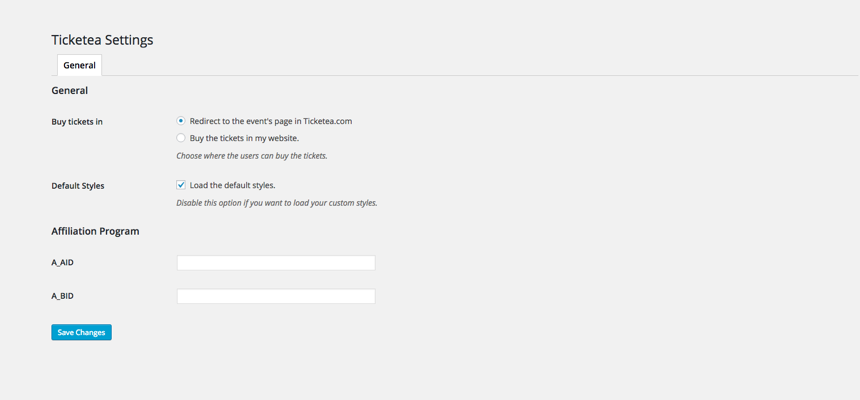 Ticketea Settings
General
General
Buy tickets in
Redirect to the event's page in Ticketea.com
Buy the tickets in my website.
Choose where the users can buy the tickets.
Default Styles
Load the default styles.
Disable this option if you want to load your custom styles.
Affiliation Program
A_AID
A_BID
Save Changes